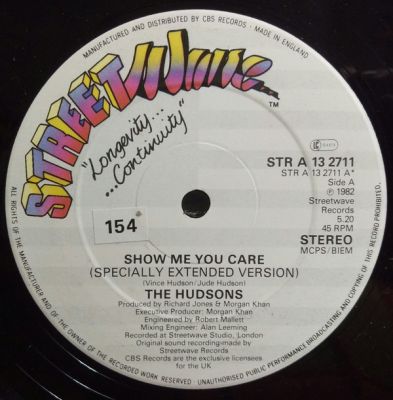 MANUFACTURED AND DISTRIBUTED BY CBS RECORDS · MADE IN ENGLAND
STREETWAVE
TM
"Longevity...
...Continuity"
154
STR A 13 2711
STR A 13 2711 A*
Side A
℗ 1982
Streetwave
Records
5.20
45 RPM
STEREO
MCPS/BIEM
SHOW ME YOU CARE
(SPECIALLY EXTENDED VERSION)
(Vince Hudson/Jude Hudson)
THE HUDSONS
Produced by Richard Jones & Morgan Khan
Executive Producer: Morgan Khan
Engineered by Robert Mallett
Mixing Engineer: Alan Leeming
Recorded at Streetwave Studio, London
Original sound recording made by
Streetwave Records
CBS Records are the exclusive licensees
for the UK
ALL RIGHTS OF THE MANUFACTURER AND OF THE OWNER OF THE RECORDED WORK RESERVED · UNAUTHORISED PUBLIC PERFORMANCE BROADCASTING AND COPYING OF THIS RECORD PROHIBITED.